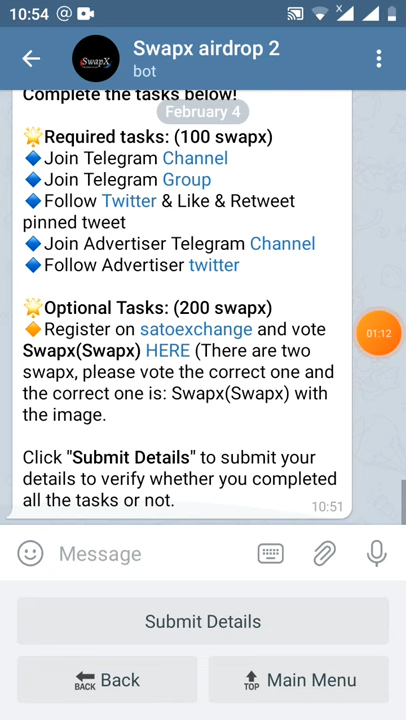 10:54
Swapx airdrop 2
SwapX
bot
Complete the tasks below!
February 4
Required tasks: (100 swapx)
Join Telegram Channel
Join Telegram Group
Follow Twitter & Like & Retweet
pinned tweet
Join Advertiser Telegram Channel
Follow Advertiser twitter
Optional Tasks: (200 swapx)
Register on satoexchange and vote
Swapx(Swapx) HERE (There are two
swapx, please vote the correct one and
the correct one is: Swapx(Swapx) with
the image.
Click "Submit Details" to submit your
details to verify whether you completed
all the tasks or not.
10:51
01:12
Message
Submit Details
BACK Back
TOP Main Menu